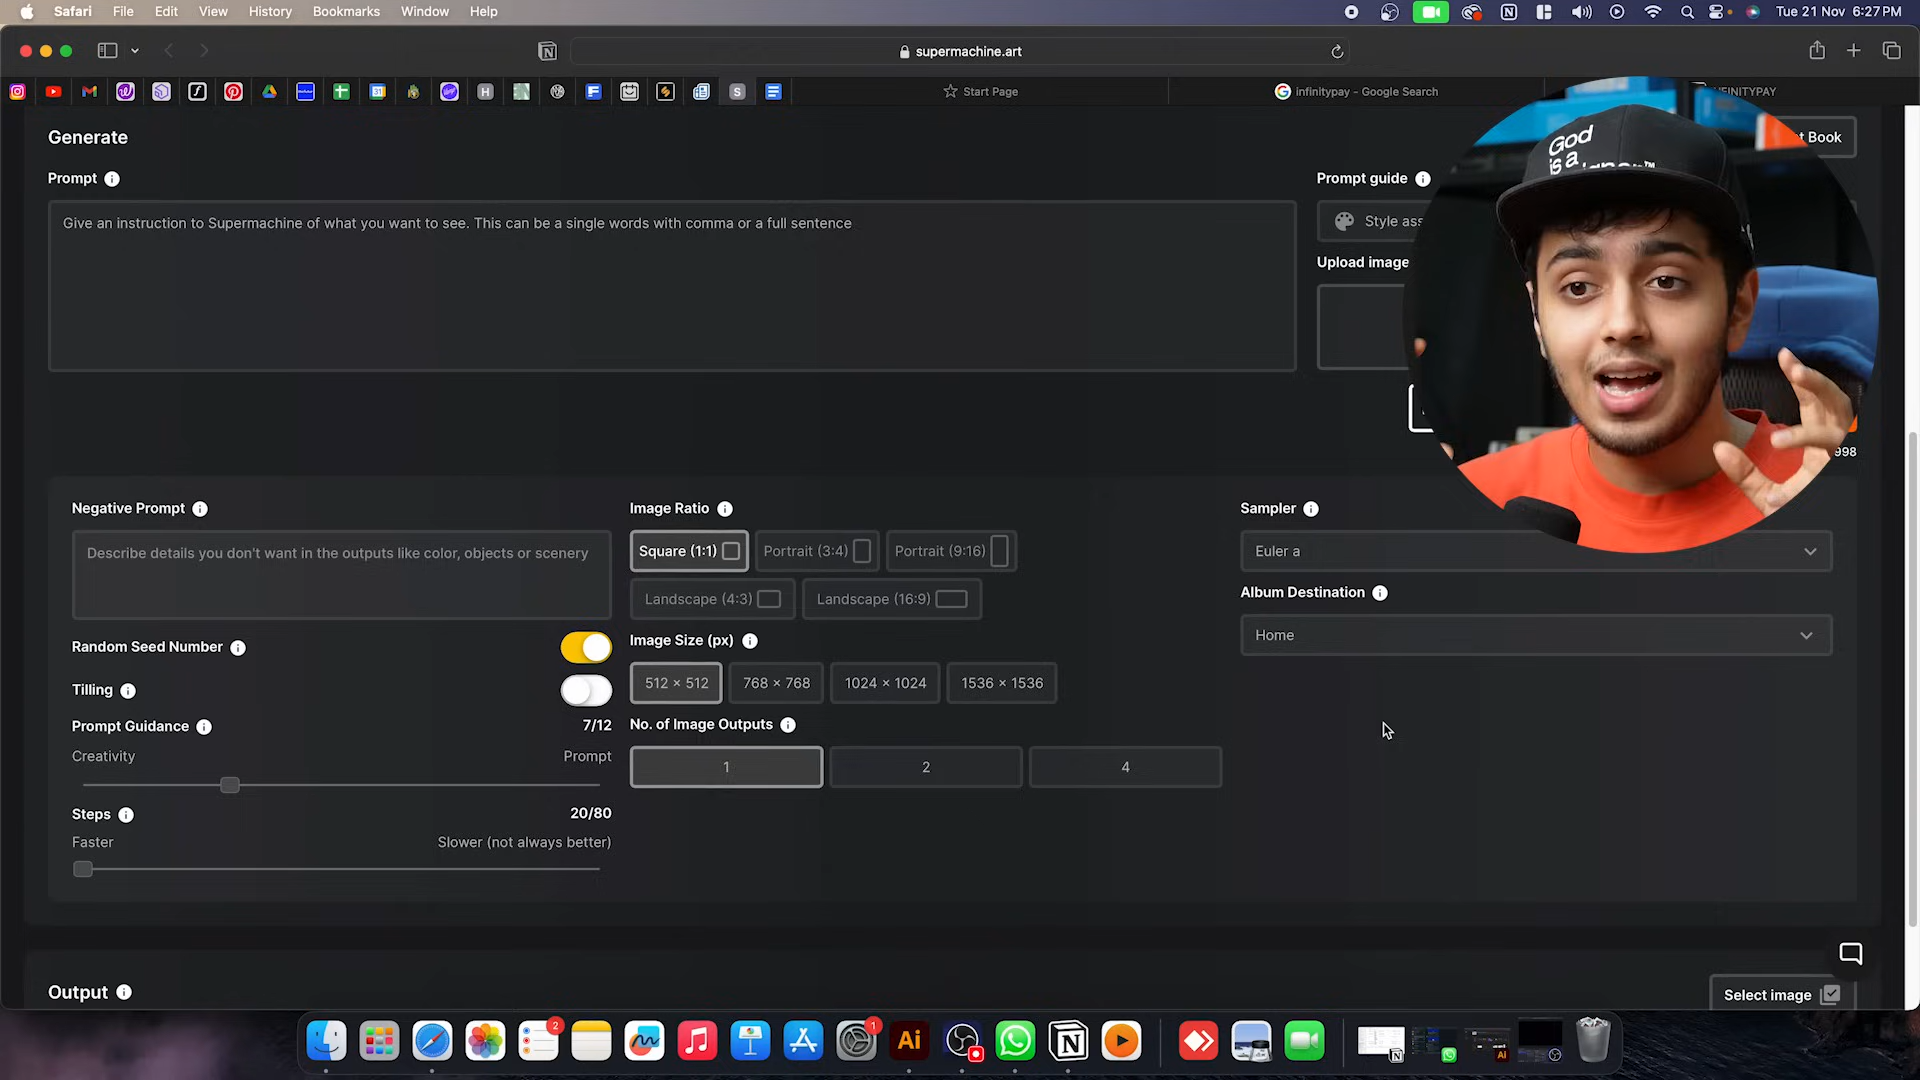 Safari File Edit View History Bookmarks Window Help Tue 21 Nov 6:27 PM
supermachine.art
Start Page infinitypay - Google Search
Generate
Book
Prompt
Prompt guide
Give an instruction to Supermachine of what you want to see. This can be a single words with comma or a full sentence
Style
Upload image
God
is a
998
Negative Prompt
Image Ratio
Sampler
Describe details you don't want in the outputs like color, objects or scenery
Square (1:1) Portrait (3:4) Portrait (9:16)
Euler a
Landscape (4:3) Landscape (16:9)
Album Destination
Random Seed Number
Image Size (px)
Home
Tilling
512 × 512 768 × 768 1024 × 1024 1536 × 1536
Prompt Guidance 7/12
No. of Image Outputs
Creativity Prompt
1 2 4
Steps 20/80
Faster Slower (not always better)
Output
Select image
2
1
Ai